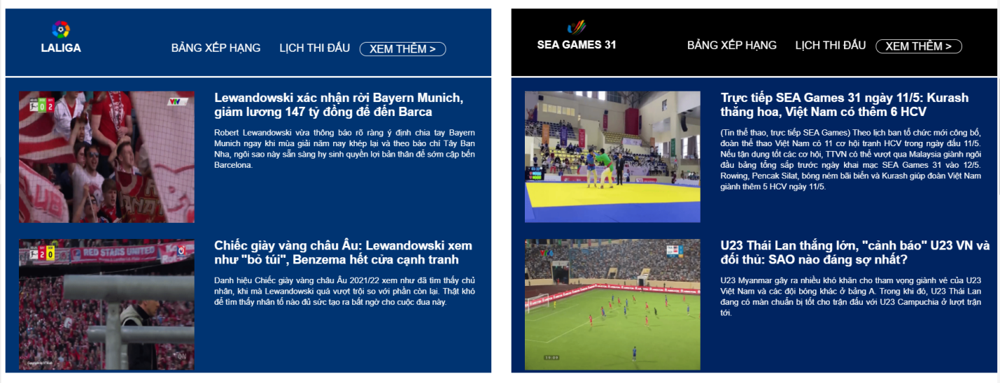 LALIGA
BẢNG XẾP HẠNG
LỊCH THI ĐẤU
XEM THÊM >
Lewandowski xác nhận rời Bayern Munich,
giảm lương 147 tỷ đồng để đến Barca
Robert Lewandowski vừa thông báo rõ ràng ý định chia tay Bayern
Munich ngay khi mùa giải năm nay khép lại và theo báo chí Tây Ban
Nha, ngôi sao này sẵn sàng hy sinh quyền lợi bản thân để sớm cập bến
Barcelona.
RED STARS UNITED
Chiếc giày vàng châu Âu: Lewandowski xem
như "bỏ túi", Benzema hết cửa cạnh tranh
Danh hiệu Chiếc giày vàng châu Âu 2021/22 xem như đã tìm thấy chủ
nhân, khi mà Lewandowski quá vượt trội so với phần còn lại. Thật khó
để tìm thấy nhân tố nào đủ sức tạo ra bất ngờ cho cuộc đua này.
SEA GAMES 31
BẢNG XẾP HẠNG
LỊCH THI ĐẤU
XEM THÊM >
Trực tiếp SEA Games 31 ngày 11/5: Kurash
thăng hoa, Việt Nam có thêm 6 HCV
(Tin thể thao, trực tiếp SEA Games) Theo lịch ban tổ chức mới công bố,
đoàn thể thao Việt Nam có 11 cơ hội tranh HCV trong ngày đấu 11/5.
Nếu tận dụng tốt các cơ hội, TTVN có thể vượt qua Malaysia giành ngôi
đầu bảng tổng sắp trước ngày khai mạc SEA Games 31 vào 12/5.
Rowing, Pencak Silat, bóng ném bãi biển và Kurash giúp đoàn Việt Nam
giành thêm 5 HCV ngày 11/5.
U23 Thái Lan thắng lớn, "cảnh báo" U23 VN và
đối thủ: SAO nào đáng sợ nhất?
U23 Myanmar gây ra nhiều khó khăn cho tham vọng giành vé của U23
Việt Nam và các đội bóng khác ở bảng A. Trong khi đó, U23 Thái Lan
đang có màn chuẩn bị tốt cho trận đấu với U23 Campuchia ở lượt trận
tới.